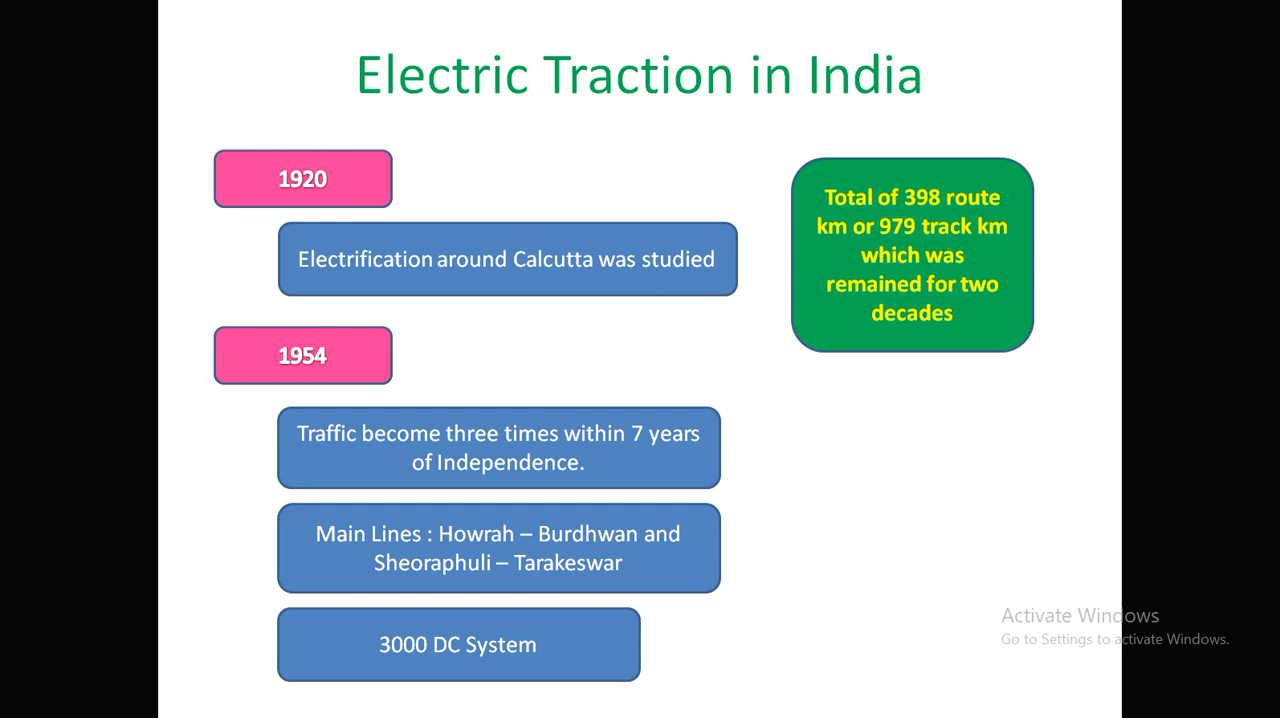 Electric Traction in India
1920
Electrification around Calcutta was studied
Total of 398 route
km or 979 track km
which was
remained for two
decades
1954
Traffic become three times within 7 years
of Independence.
Main Lines : Howrah – Burdhwan and
Sheoraphuli – Tarakeswar
3000 DC System
Activate Windows
Go to Settings to activate Windows.